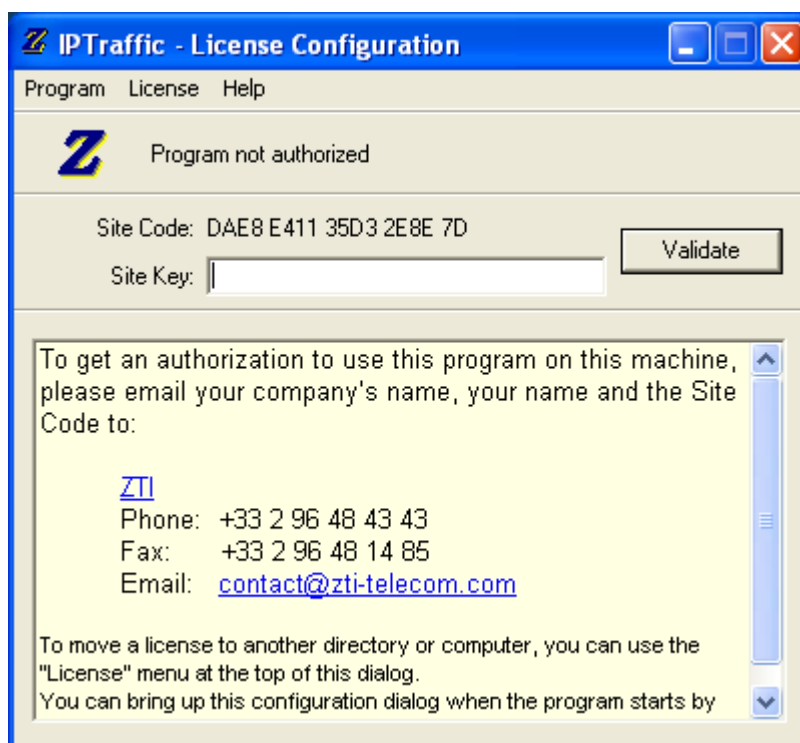 IPTraffic - License Configuration
Program License Help
Program not authorized
Site Code: DAE8 E411 35D3 2E8E 7D
Validate
Site Key:
To get an authorization to use this program on this machine,
please email your company's name, your name and the Site
Code to:
ZTI
Phone: +33 2 96 48 43 43
Fax: +33 2 96 48 14 85
Email: contact@zti-telecom.com
To move a license to another directory or computer, you can use the
"License" menu at the top of this dialog.
You can bring up this configuration dialog when the program starts by